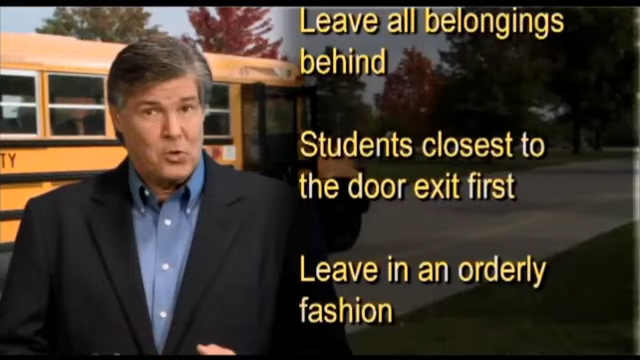 Leave all belongings
behind
TY
Students closest to
the door exit first
Leave in an orderly
fashion